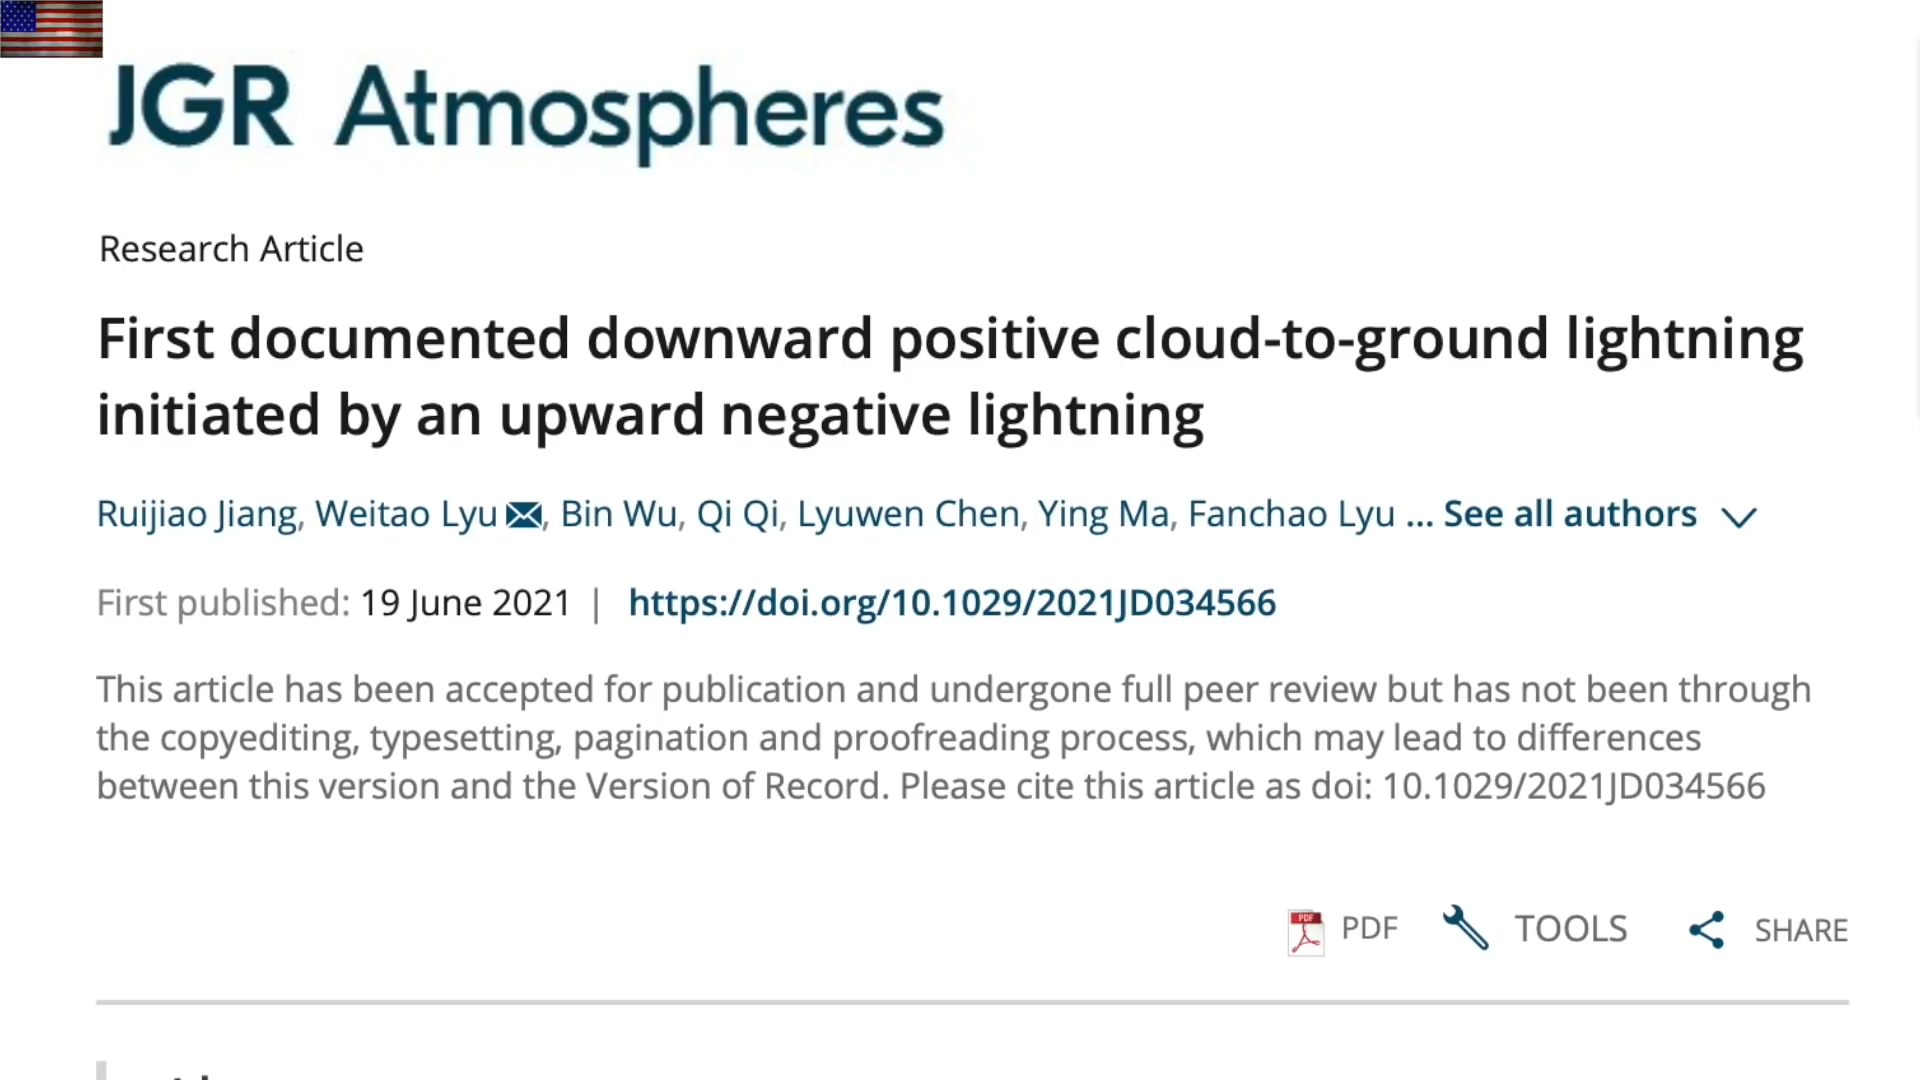 JGR Atmospheres
Research Article
First documented downward positive cloud-to-ground lightning
initiated by an upward negative lightning
Ruijiao Jiang, Weitao Lyu, Bin Wu, Qi Qi, Lyuwen Chen, Ying Ma, Fanchao Lyu ... See all authors
First published: 19 June 2021 | https://doi.org/10.1029/2021JD034566
This article has been accepted for publication and undergone full peer review but has not been through
the copyediting, typesetting, pagination and proofreading process, which may lead to differences
between this version and the Version of Record. Please cite this article as doi: 10.1029/2021JD034566
PDF PDF TOOLS SHARE